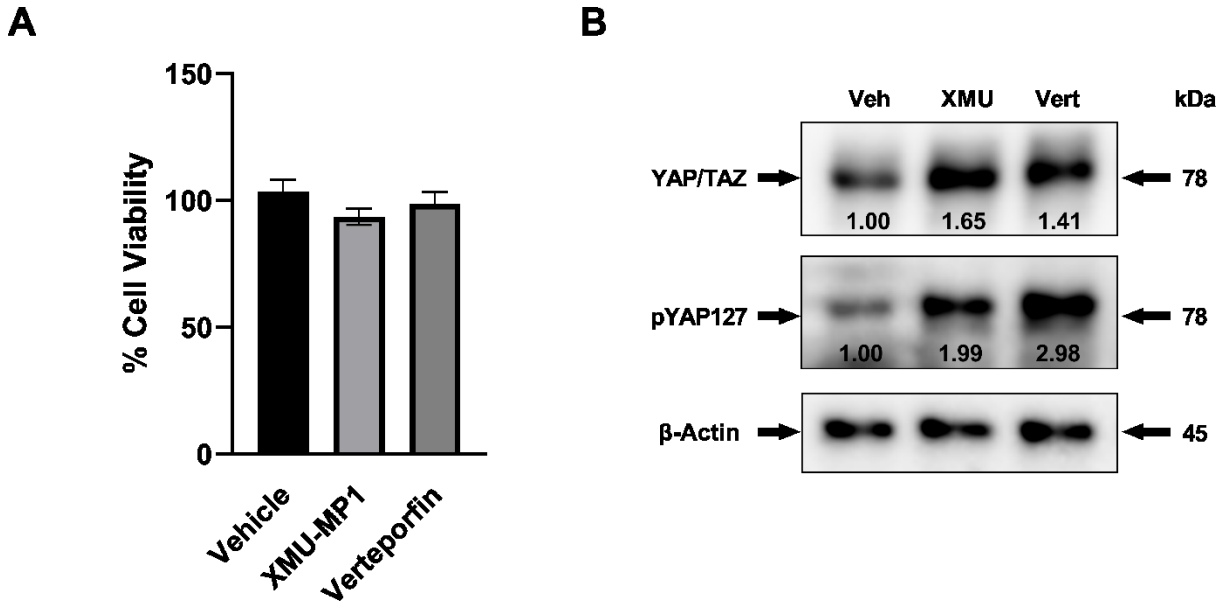 A
% Cell Viability
150
100
50
0
Vehicle
XMU-MP1
Verteporfin
B
Veh XMU Vert kDa
YAP/TAZ 78
1.00 1.65 1.41
pYAP127 78
1.00 1.99 2.98
β-Actin 45